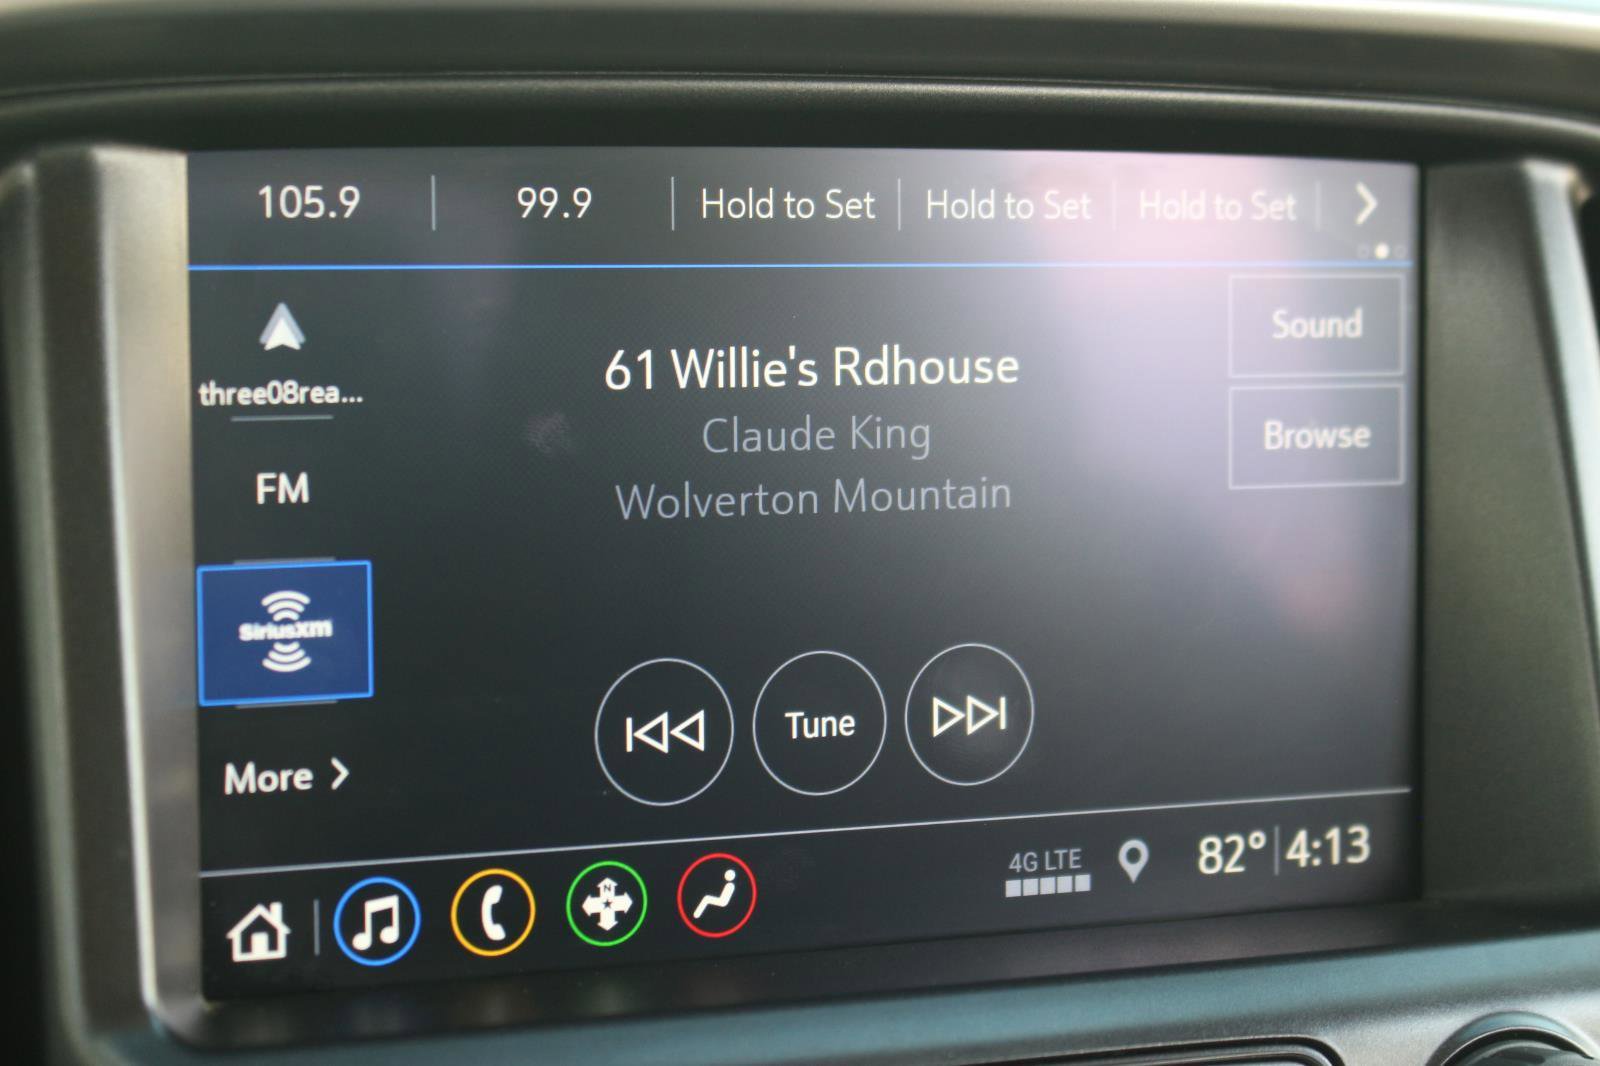 105.9
99.9
Hold to Set
Hold to Set
Hold to Set
three08rea...
FM
SiriusXM
More
61 Willie's Rdhouse
Claude King
Wolverton Mountain
Sound
Browse
Tune
N
4G LTE
82° 4:13